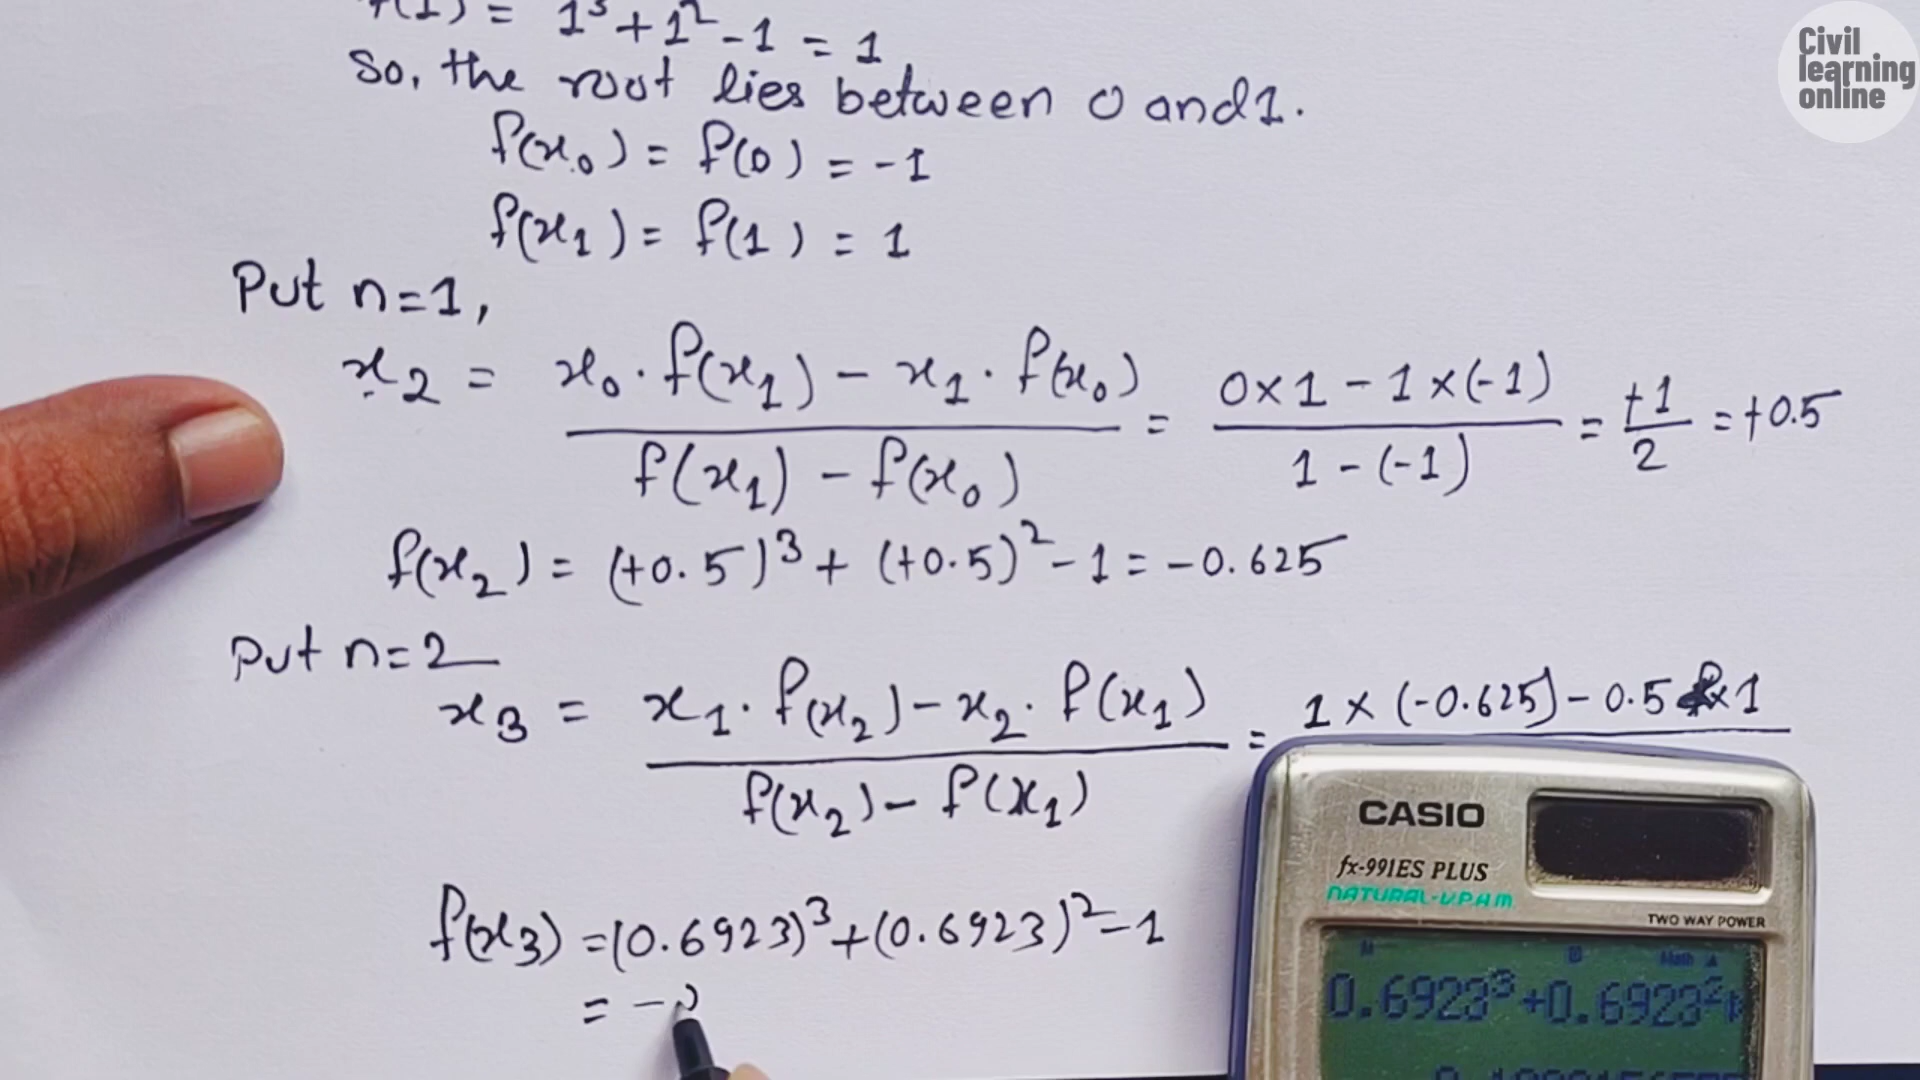 f(1) = 1³ + 1² - 1 = 1
So, the root lies between 0 and 1.
f(x₀) = f(0) = -1
f(x₁) = f(1) = 1
Put n=1,
x₂ = (x₀ · f(x₁) - x₁ · f(x₀)) / (f(x₁) - f(x₀)) = (0×1 - 1×(-1)) / (1 - (-1)) = +1/2 = +0.5
f(x₂) = (+0.5)³ + (+0.5)² - 1 = -0.625
Put n=2
x₃ = (x₁ · f(x₂) - x₂ · f(x₁)) / (f(x₂) - f(x₁)) = 1 × (-0.625) - 0.5 × 1
f(x₃) = (0.6923)³ + (0.6923)² - 1
= -0
Civil
learning
online
CASIO
fx-991ES PLUS
NATURAL-V.P.A.M.
TWO WAY POWER
M D Math ▲
0.6923³+0.6923²